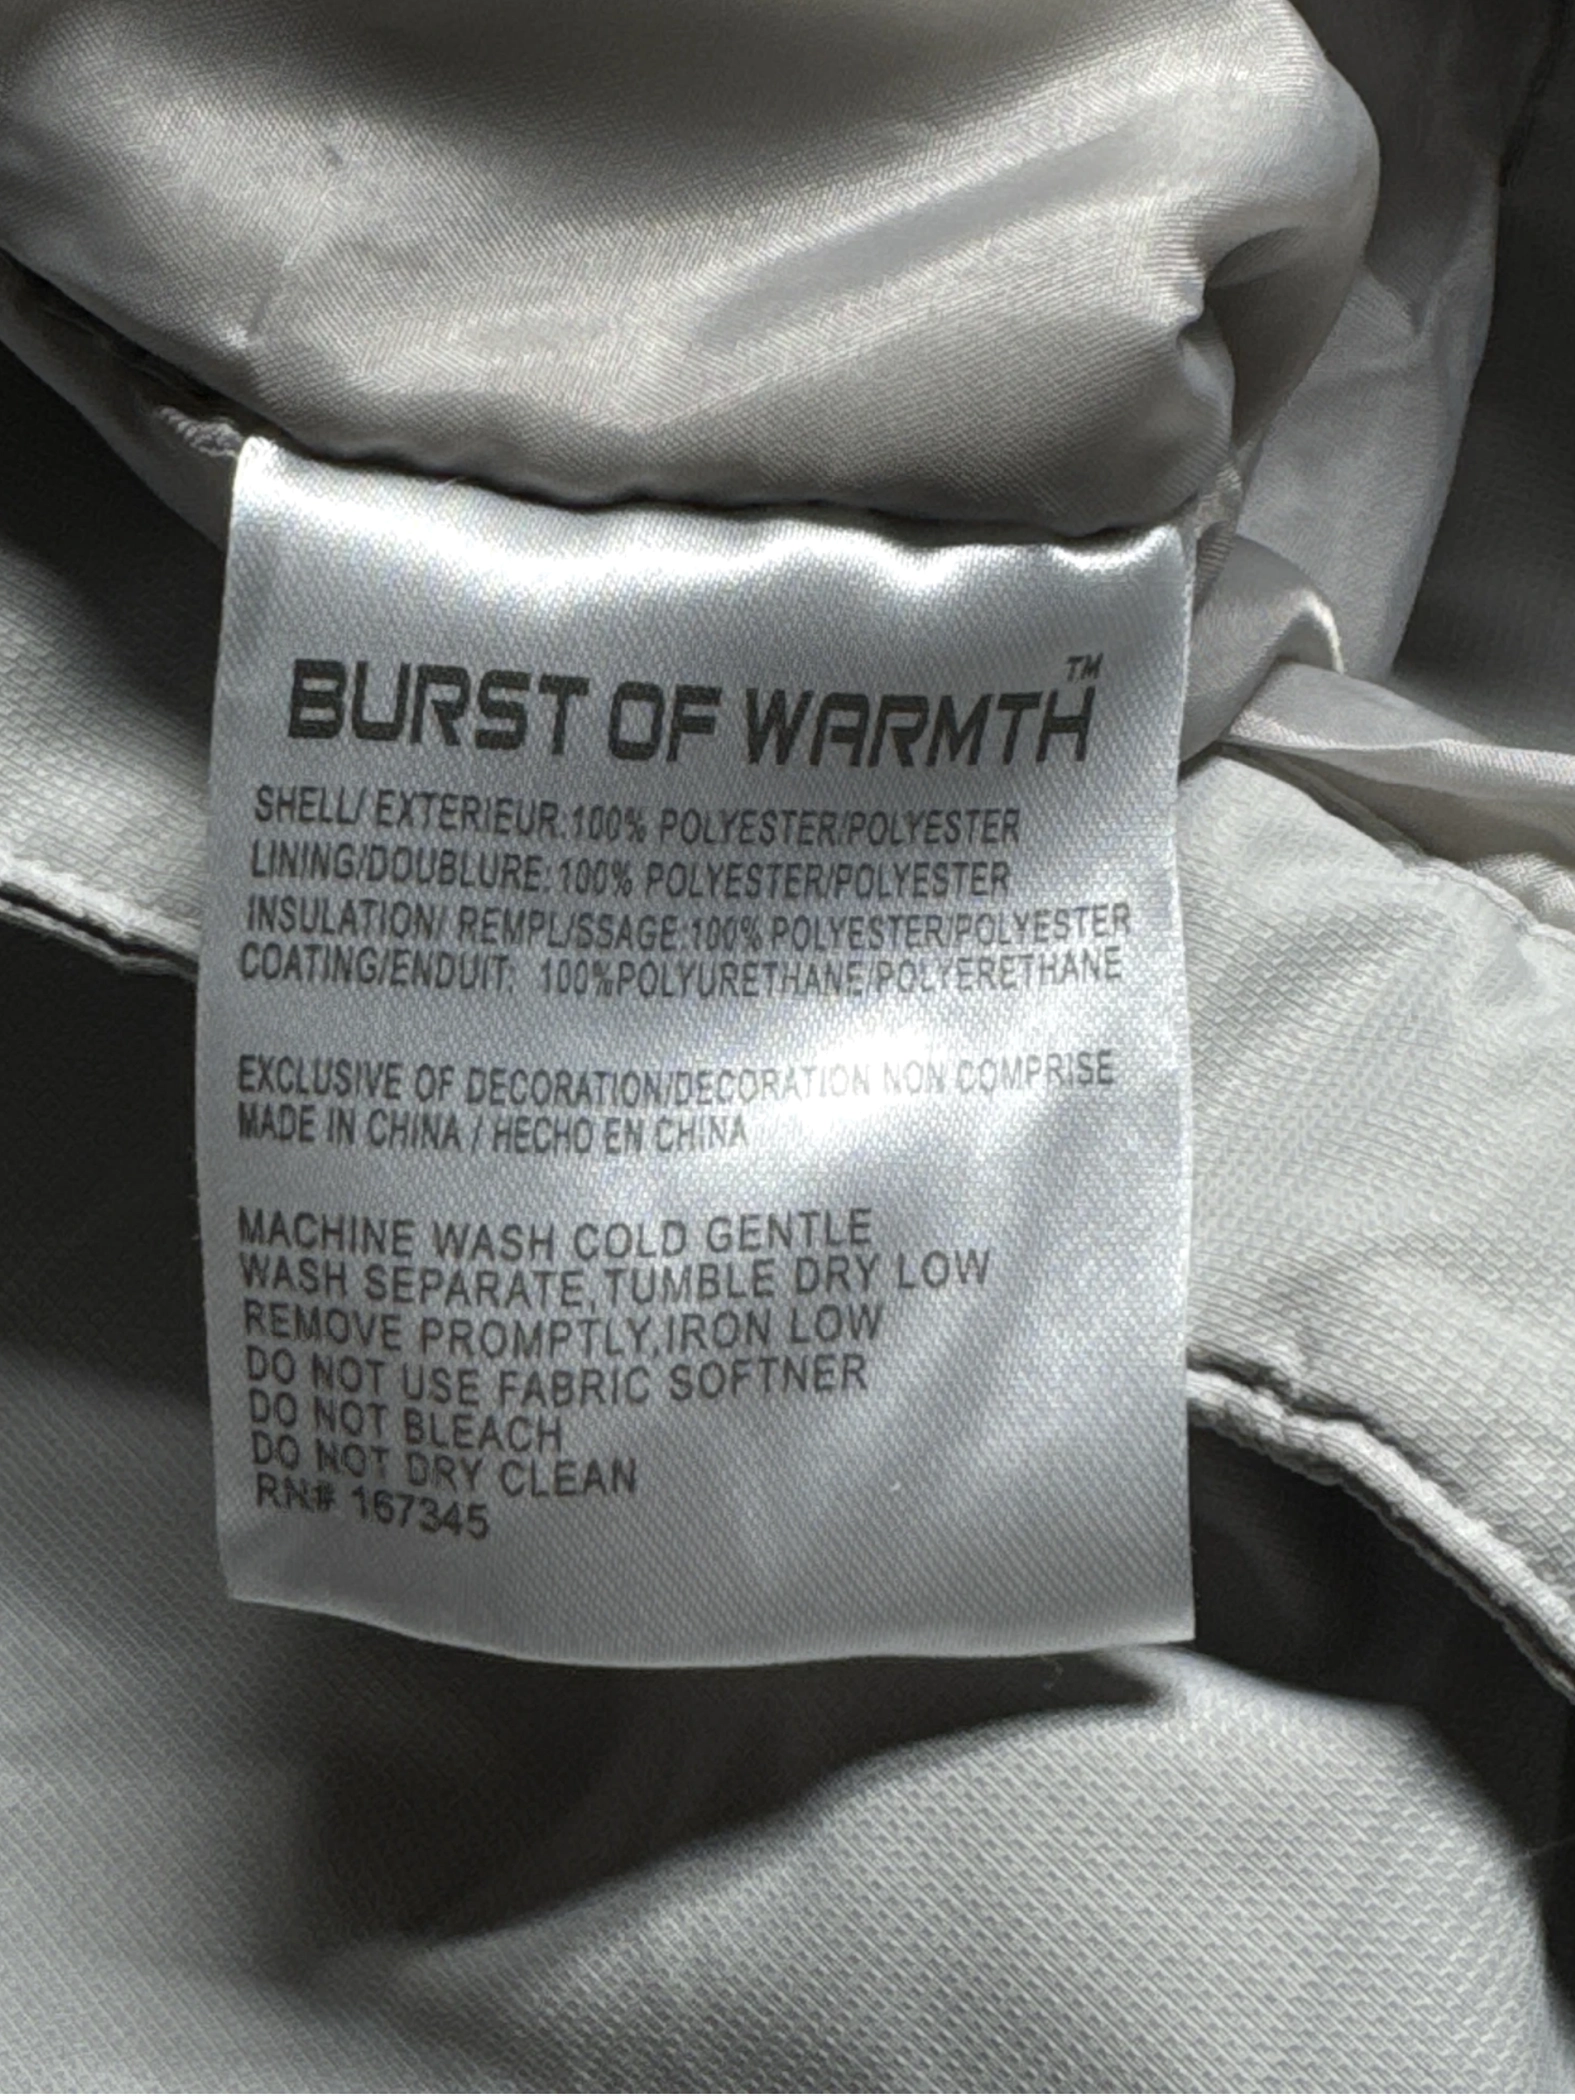 BURST OF WARMTH™
SHELL/ EXTERIEUR:100% POLYESTER/POLYESTER
LINING/DOUBLURE:100% POLYESTER/POLYESTER
INSULATION/ REMPL/SSAGE:100% POLYESTER/POLYESTER
COATING/ENDUIT: 100%POLYURETHANE/POLYERETHANE
EXCLUSIVE OF DECORATION/DECORATION NON COMPRISE
MADE IN CHINA / HECHO EN CHINA
MACHINE WASH COLD GENTLE
WASH SEPARATE,TUMBLE DRY LOW
REMOVE PROMPTLY,IRON LOW
DO NOT USE FABRIC SOFTNER
DO NOT BLEACH
DO NOT DRY CLEAN
RN# 167345